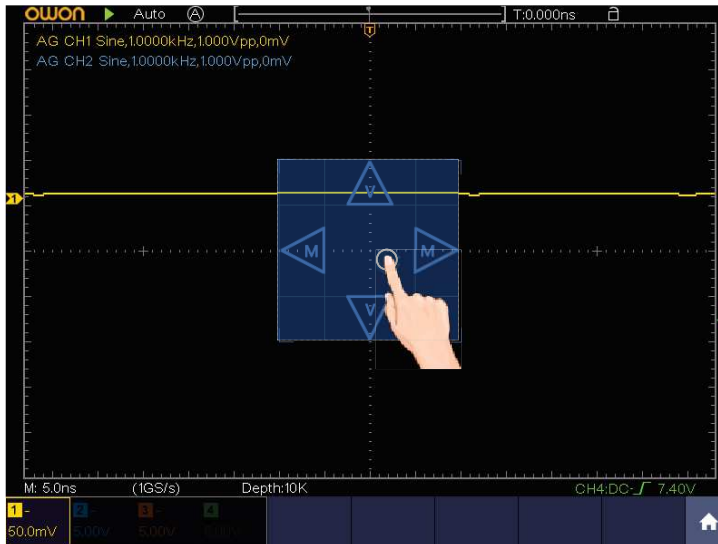 OWON Auto A T:0.000ns
T
AG CH1 Sine,1.0000kHz,1.000Vpp,0mV
AG CH2 Sine,1.0000kHz,1.000Vpp,0mV
A
1
M M
V
M: 5.0ns (1GS/s) Depth:10K CH4:DC- 7.40V
1 - 2 - 3 - 4 -
50.0mV 5.00V 5.00V